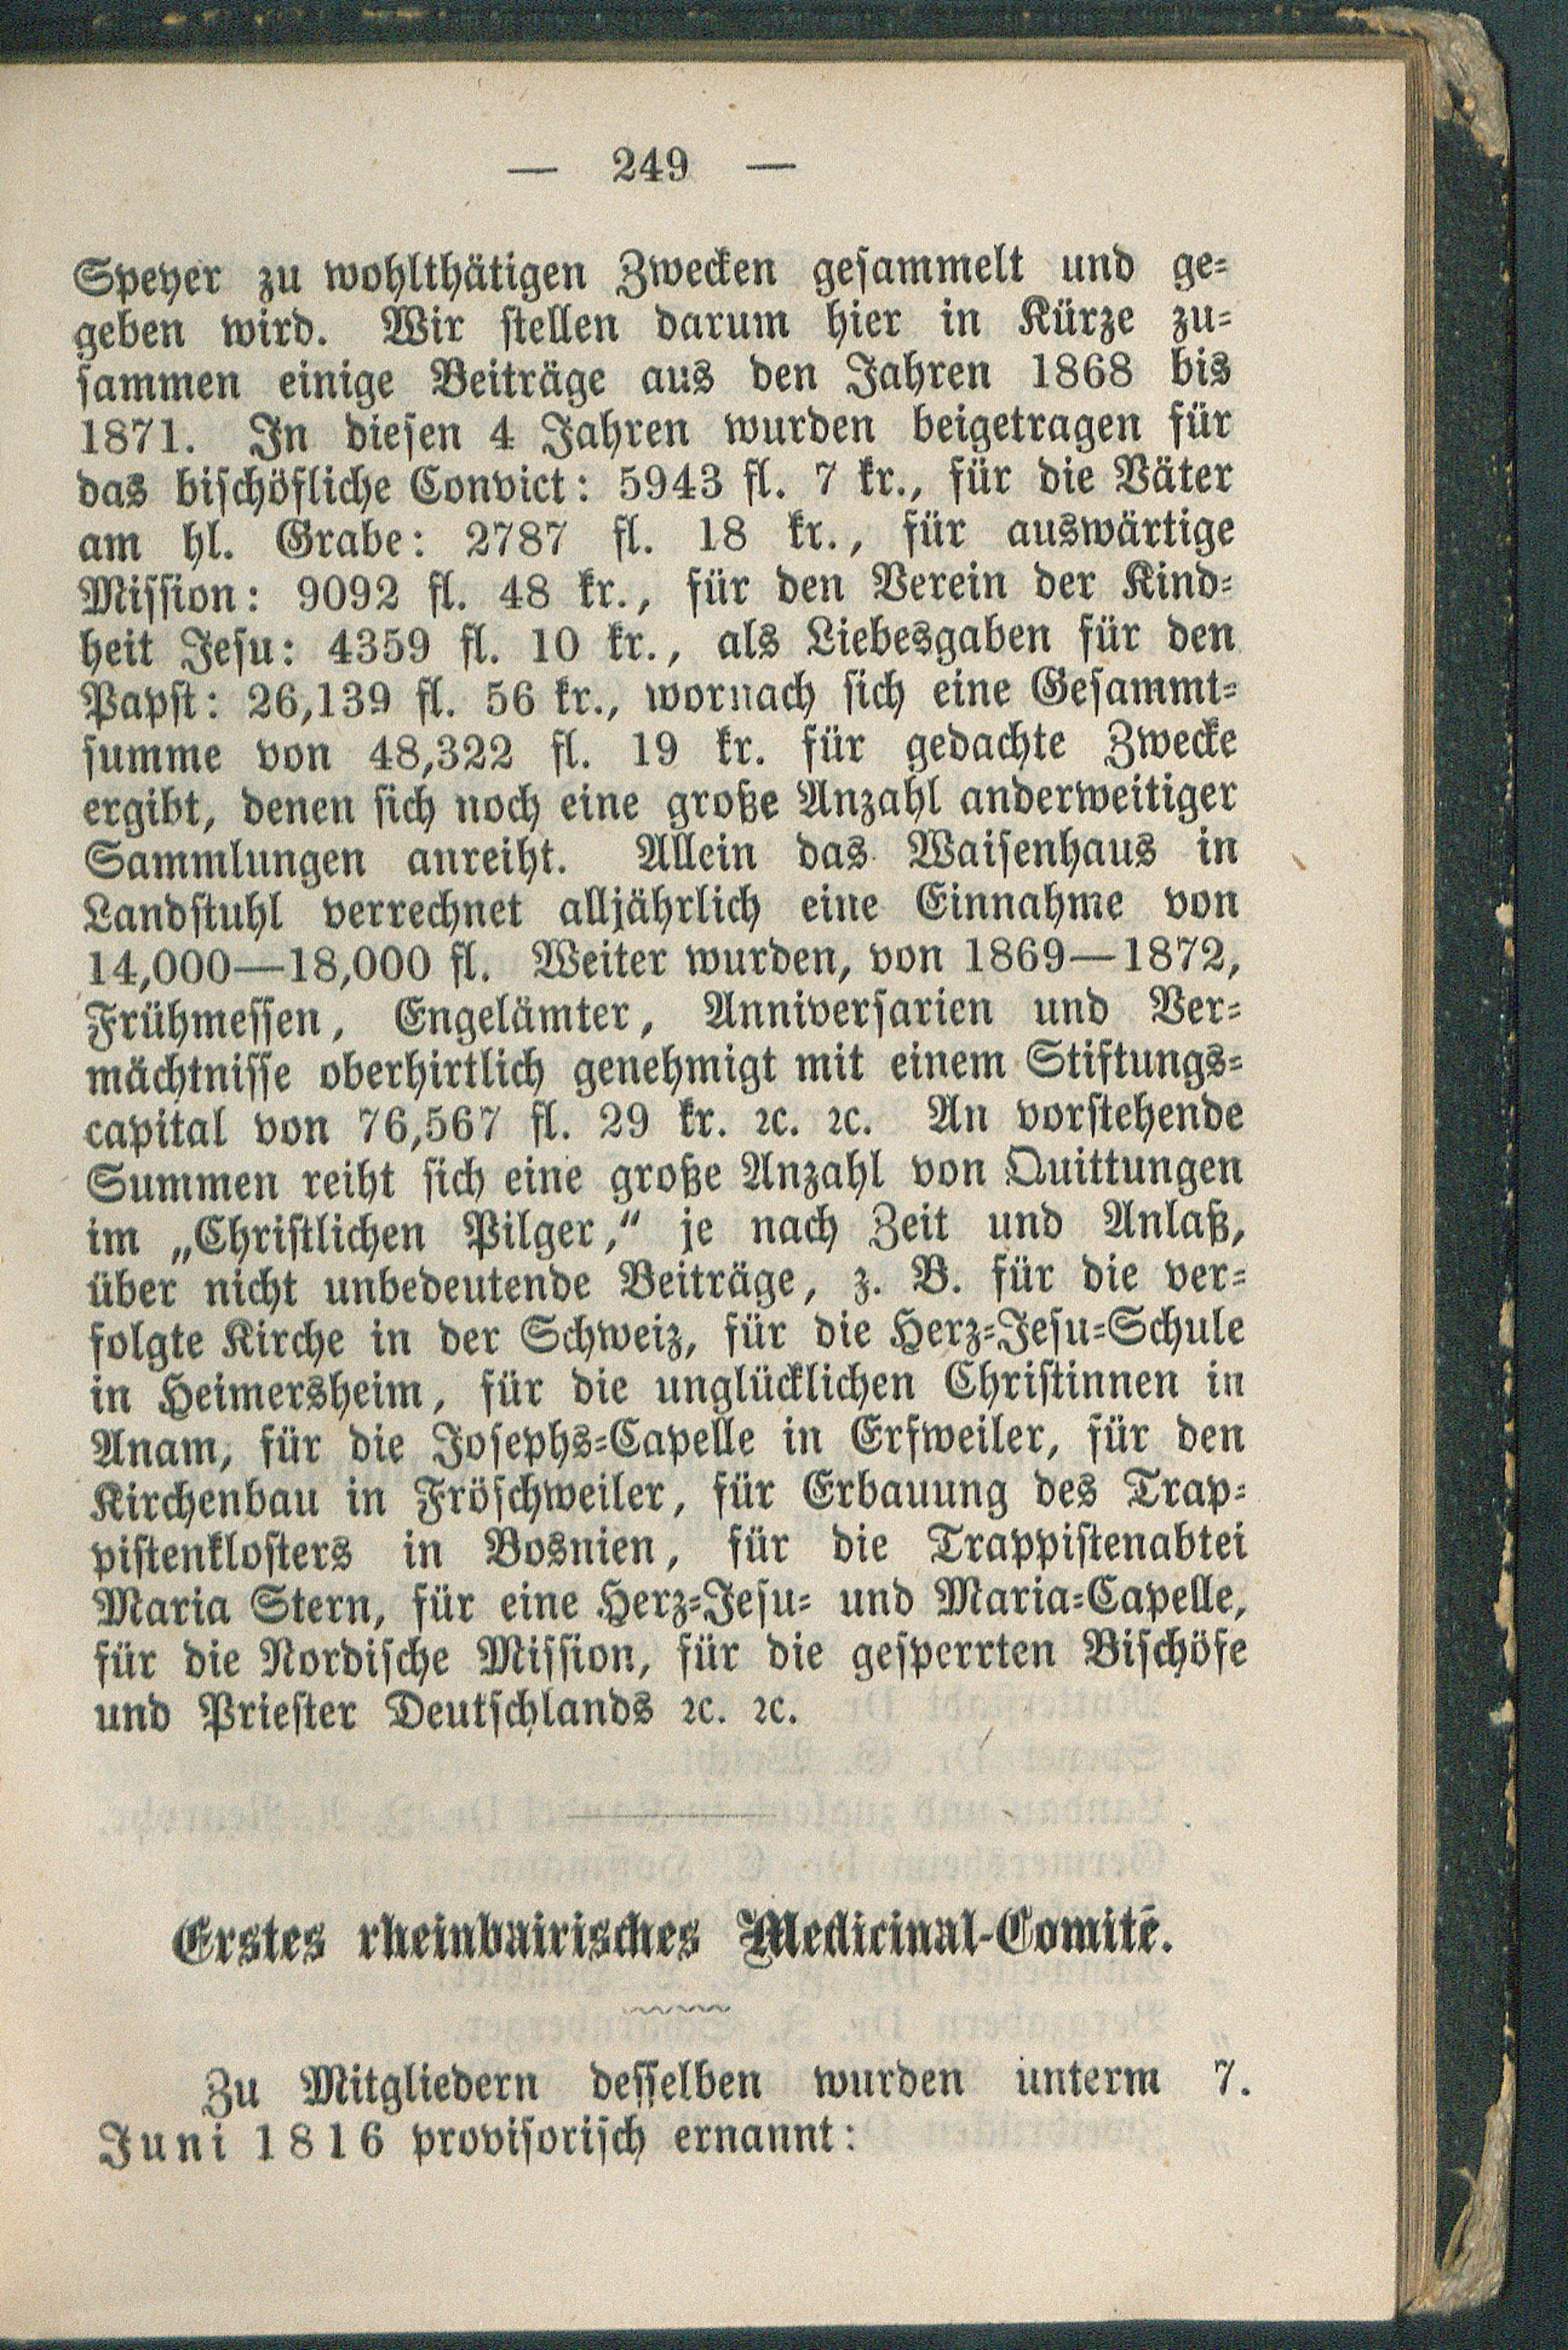 — 249 —
Speyer zu wohlthätigen Zwecken gesammelt und ge=
geben wird. Wir stellen darum hier in Kürze zu=
sammen einige Beiträge aus den Jahren 1868 bis
1871. In diesen 4 Jahren wurden beigetragen für
das bischöfliche Convict: 5943 fl. 7 kr., für die Väter
am hl. Grabe: 2787 fl. 18 kr., für auswärtige
Mission: 9092 fl. 48 kr., für den Verein der Kind=
heit Jesu: 4359 fl. 10 kr., als Liebesgaben für den
Papst: 26,139 fl. 56 kr., wornach sich eine Gesammt=
summe von 48,322 fl. 19 kr. für gedachte Zwecke
ergibt, denen sich noch eine große Anzahl anderweitiger
Sammlungen anreiht. Allein das Waisenhaus in
Landstuhl verrechnet alljährlich eine Einnahme von
14,000—18,000 fl. Weiter wurden, von 1869—1872,
Frühmessen, Engelämter, Anniversarien und Ver=
mächtnisse oberhirtlich genehmigt mit einem Stiftungs=
capital von 76,567 fl. 29 kr. ꝛc. ꝛc. An vorstehende
Summen reiht sich eine große Anzahl von Quittungen
im „Christlichen Pilger,“ je nach Zeit und Anlaß,
über nicht unbedeutende Beiträge, z. B. für die ver=
folgte Kirche in der Schweiz, für die Herz=Jesu=Schule
in Heimersheim, für die unglücklichen Christinnen in
Anam, für die Josephs=Capelle in Erfweiler, für den
Kirchenbau in Fröschweiler, für Erbauung des Trap=
pistenklosters in Bosnien, für die Trappistenabtei
Maria Stern, für eine Herz=Jesu= und Maria=Capelle,
für die Nordische Mission, für die gesperrten Bischöfe
und Priester Deutschlands ꝛc. ꝛc.
Erstes rheinbairisches Medicinal-Comité.
Zu Mitgliedern desselben wurden unterm 7.
Juni 1816 provisorisch ernannt: